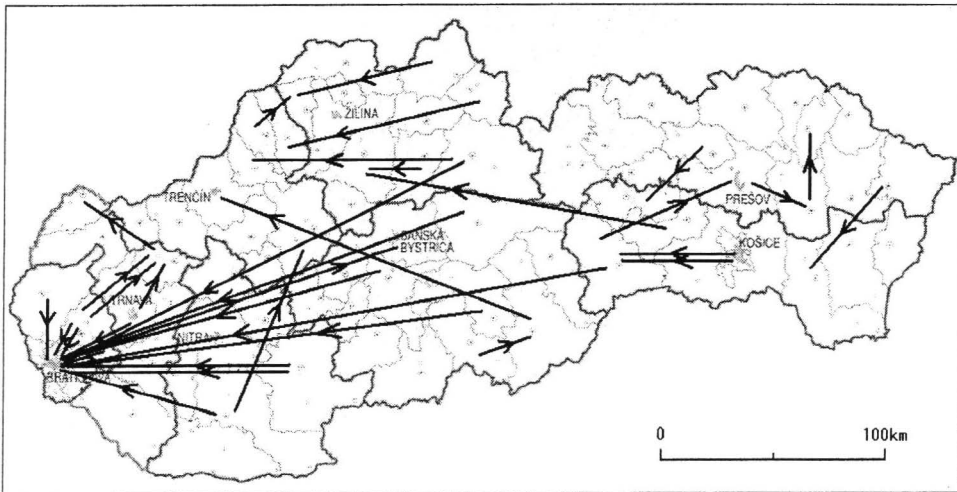 ŽILINA
TRENČÍN
PREŠOV
BANSKÁ
BYSTRICA
KOŠICE
TRNAVA
NITRA
BRATISLAVA
0
100km